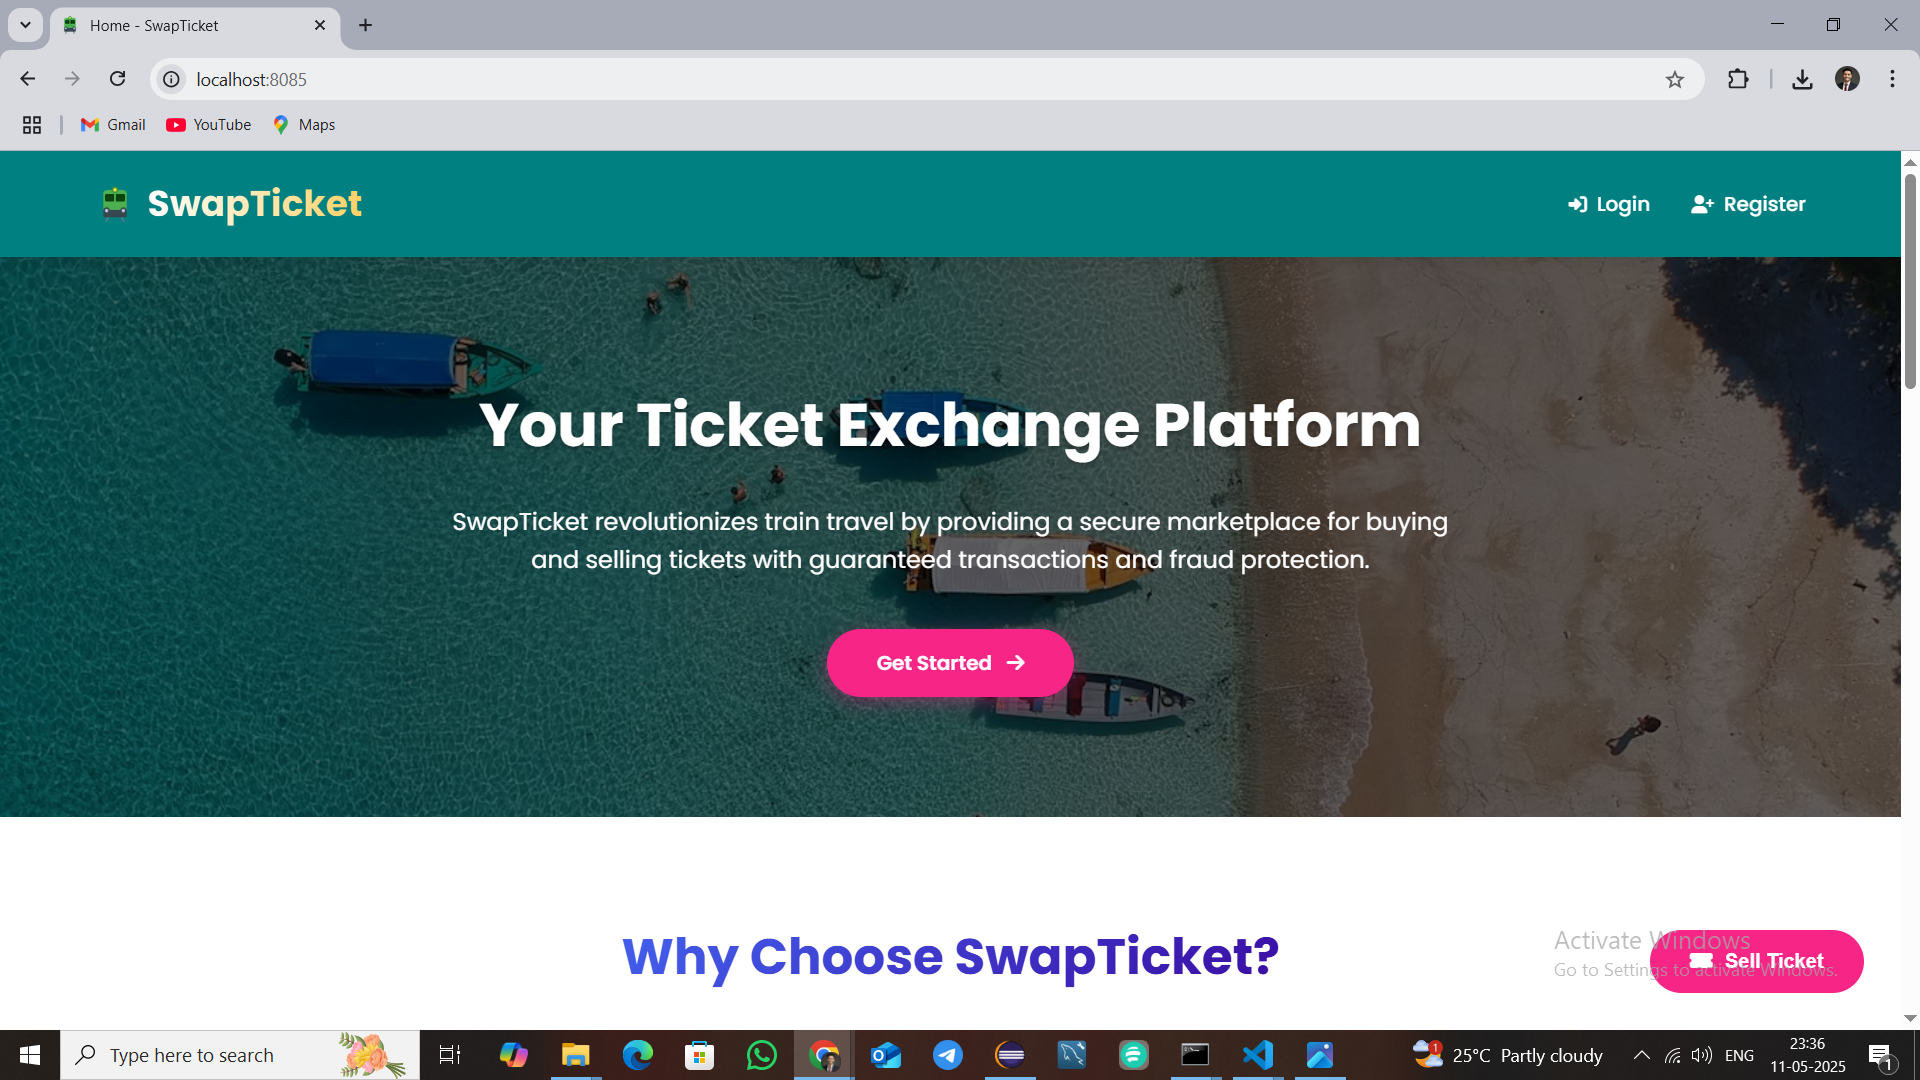 Home - SwapTicket
localhost:8085
Gmail
YouTube
Maps
SwapTicket
Login
Register
Your Ticket Exchange Platform
SwapTicket revolutionizes train travel by providing a secure marketplace for buying
and selling tickets with guaranteed transactions and fraud protection.
Get Started
Why Choose SwapTicket?
Activate Windows
Go to Settings to activate Windows.
Sell Ticket
Type here to search
1
25°C Partly cloudy
ENG
23:36
11-05-2025
1